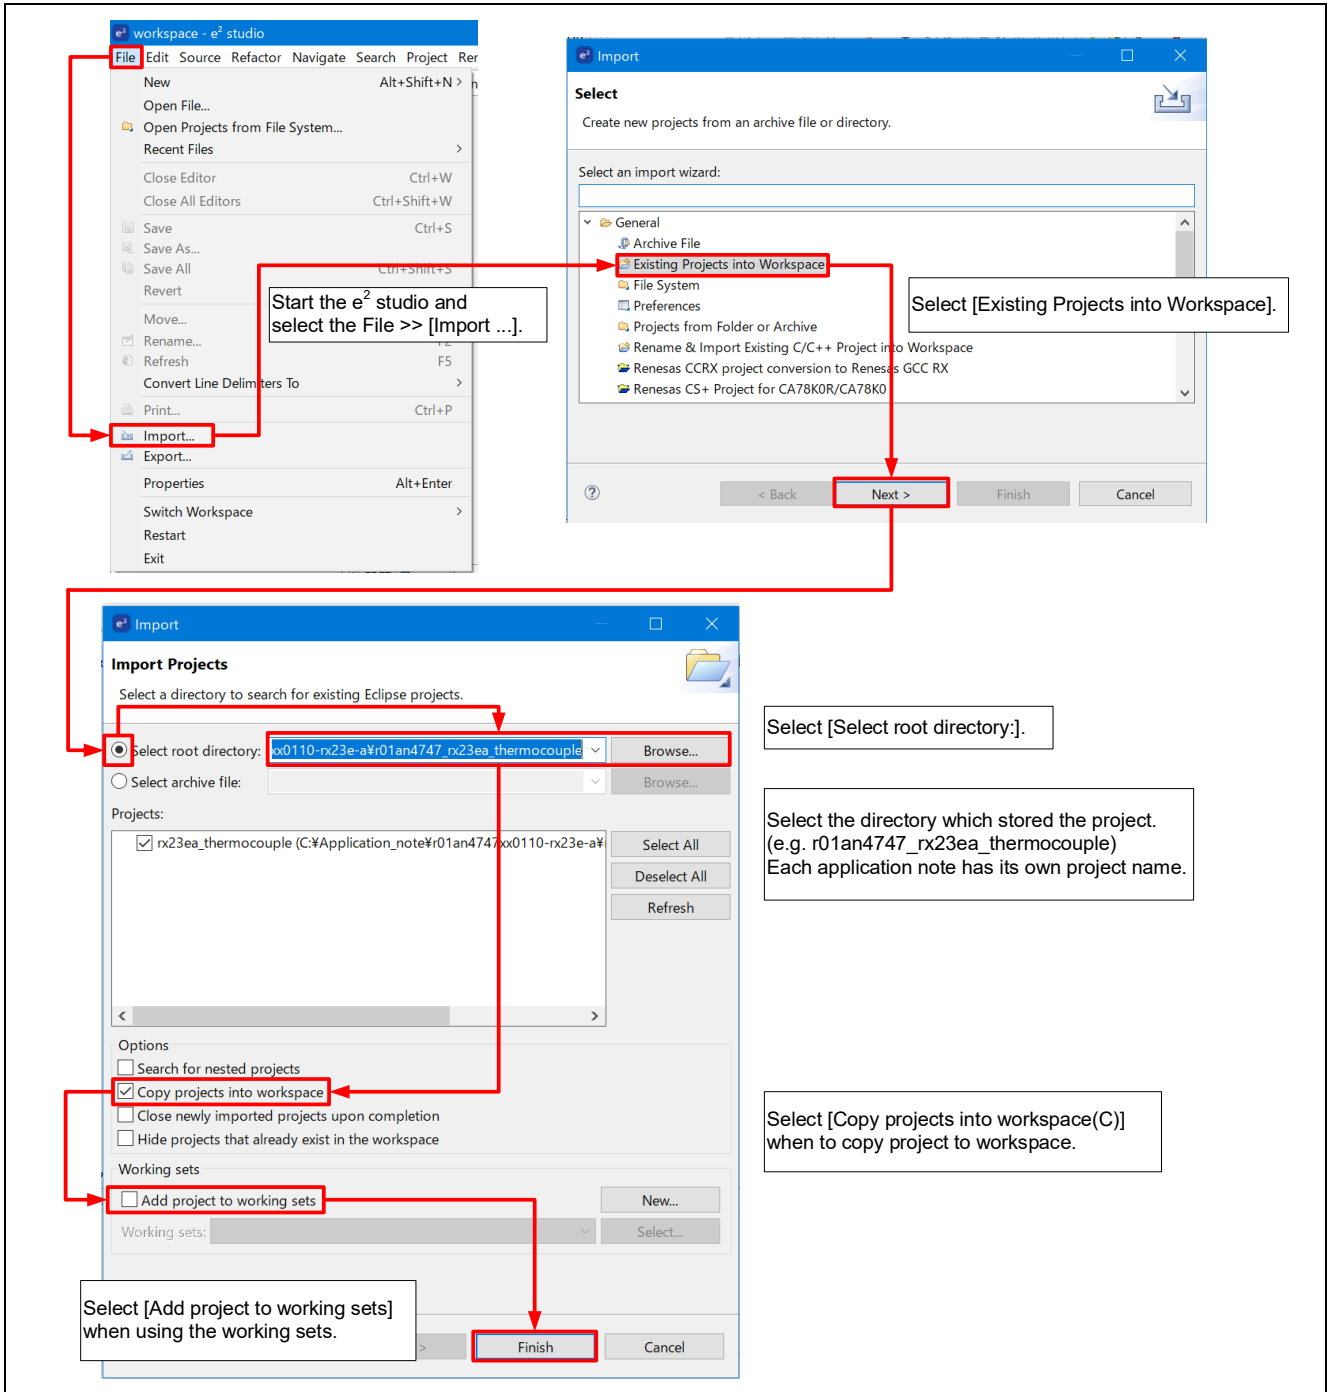 workspace - e² studio
File Edit Source Refactor Navigate Search Project
New Alt+Shift+N >
Open File...
Open Projects from File System...
Recent Files >
Close Editor Ctrl+W
Close All Editors Ctrl+Shift+W
Save Ctrl+S
Save As...
Save All Ctrl+Shift+S
Revert
Move...
Rename... F2
Refresh F5
Convert Line Delimiters To >
Print... Ctrl+P
Import...
Export...
Properties Alt+Enter
Switch Workspace >
Restart
Exit
Start the e² studio and
select the File >> [Import ...].
Import
Select
Create new projects from an archive file or directory.
Select an import wizard:
General
Archive File
Existing Projects into Workspace
File System
Preferences
Projects from Folder or Archive
Rename & Import Existing C/C++ Project into Workspace
Renesas CCRX project conversion to Renesas GCC RX
Renesas CS+ Project for CA78K0R/CA78K0
Select [Existing Projects into Workspace].
< Back Next > Finish Cancel
Import
Import Projects
Select a directory to search for existing Eclipse projects.
Select root directory: xx0110-rx23e-a¥r01an4747_rx23ea_thermocouple Browse...
Select archive file: Browse...
Projects:
rx23ea_thermocouple (C:¥Application_note¥r01an4747xx0110-rx23e-a¥
Select All
Deselect All
Refresh
Options
Search for nested projects
Copy projects into workspace
Close newly imported projects upon completion
Hide projects that already exist in the workspace
Working sets
Add project to working sets New...
Working sets: Select...
> Finish Cancel
Select [Add project to working sets]
when using the working sets.
Select [Select root directory:].
Select the directory which stored the project.
(e.g. r01an4747_rx23ea_thermocouple)
Each application note has its own project name.
Select [Copy projects into workspace(C)]
when to copy project to workspace.